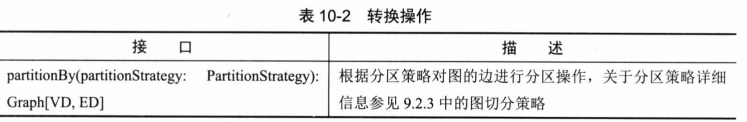 表 10-2 转换操作
接 口 描 述
partitionBy(partitionStrategy: PartitionStrategy): 根据分区策略对图的边进行分区操作，关于分区策略详细
Graph[VD, ED] 信息参见 9.2.3 中的图切分策略